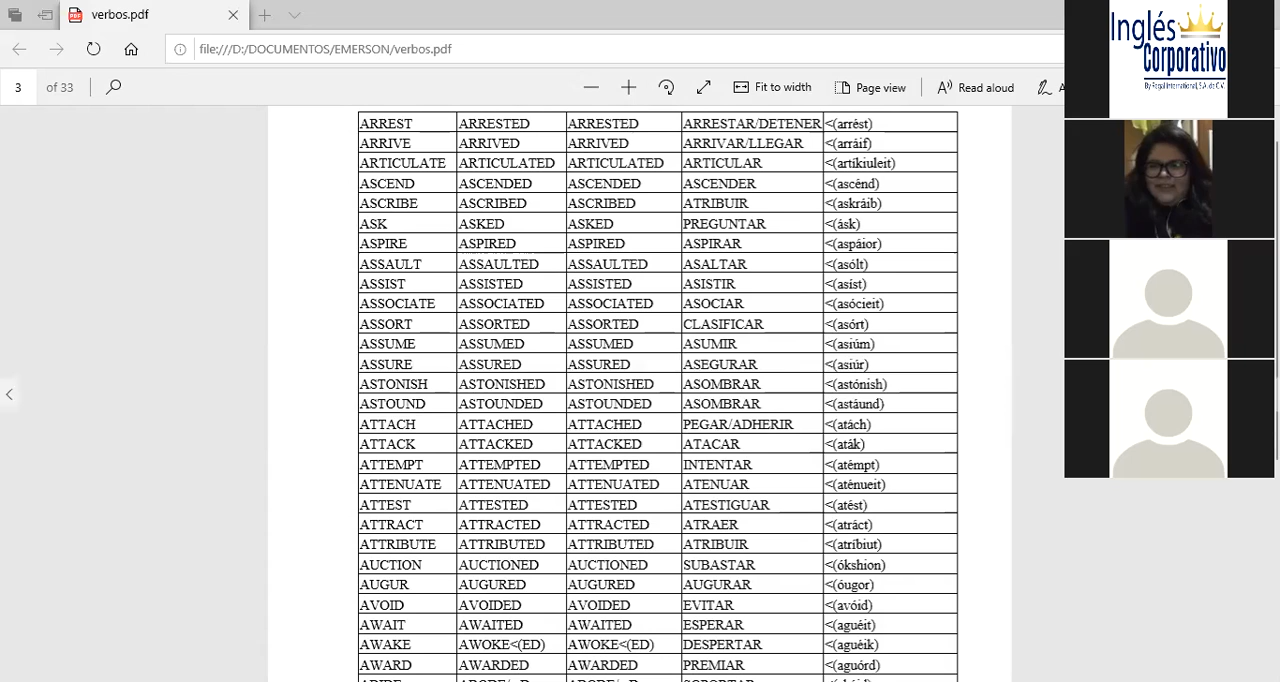 verbos.pdf
file:///D:/DOCUMENTOS/EMERSON/verbos.pdf
3 of 33 Fit to width Page view Read aloud
Inglés
Corporativo
By Regal International, S.A. de C.V.
ARREST ARRESTED ARRESTED ARRESTAR/DETENER <(arrést)
ARRIVE ARRIVED ARRIVED ARRIVAR/LLEGAR <(arráif)
ARTICULATE ARTICULATED ARTICULATED ARTICULAR <(artíkiuleit)
ASCEND ASCENDED ASCENDED ASCENDER <(ascénd)
ASCRIBE ASCRIBED ASCRIBED ATRIBUIR <(askráib)
ASK ASKED ASKED PREGUNTAR <(ásk)
ASPIRE ASPIRED ASPIRED ASPIRAR <(aspáior)
ASSAULT ASSAULTED ASSAULTED ASALTAR <(asólt)
ASSIST ASSISTED ASSISTED ASISTIR <(asíst)
ASSOCIATE ASSOCIATED ASSOCIATED ASOCIAR <(asócieit)
ASSORT ASSORTED ASSORTED CLASIFICAR <(asórt)
ASSUME ASSUMED ASSUMED ASUMIR <(asiúm)
ASSURE ASSURED ASSURED ASEGURAR <(asiúr)
ASTONISH ASTONISHED ASTONISHED ASOMBRAR <(astónish)
ASTOUND ASTOUNDED ASTOUNDED ASOMBRAR <(astáund)
ATTACH ATTACHED ATTACHED PEGAR/ADHERIR <(atách)
ATTACK ATTACKED ATTACKED ATACAR <(aták)
ATTEMPT ATTEMPTED ATTEMPTED INTENTAR <(atémpt)
ATTENUATE ATTENUATED ATTENUATED ATENUAR <(aténueit)
ATTEST ATTESTED ATTESTED ATESTIGUAR <(atést)
ATTRACT ATTRACTED ATTRACTED ATRAER <(atráct)
ATTRIBUTE ATTRIBUTED ATTRIBUTED ATRIBUIR <(atríbiut)
AUCTION AUCTIONED AUCTIONED SUBASTAR <(ókshion)
AUGUR AUGURED AUGURED AUGURAR <(óugor)
AVOID AVOIDED AVOIDED EVITAR <(avóid)
AWAIT AWAITED AWAITED ESPERAR <(aguéit)
AWAKE AWOKE<(ED) AWOKE<(ED) DESPERTAR <(aguéik)
AWARD AWARDED AWARDED PREMIAR <(aguórd)